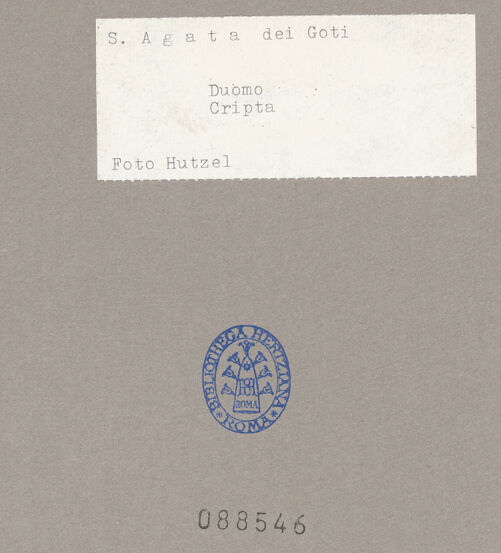 S. A g a t a dei Goti
Duomo
Cripta
Foto Hutzel
BIBLIOTHECA HERTZIANA
ROMA
ROMA
088546